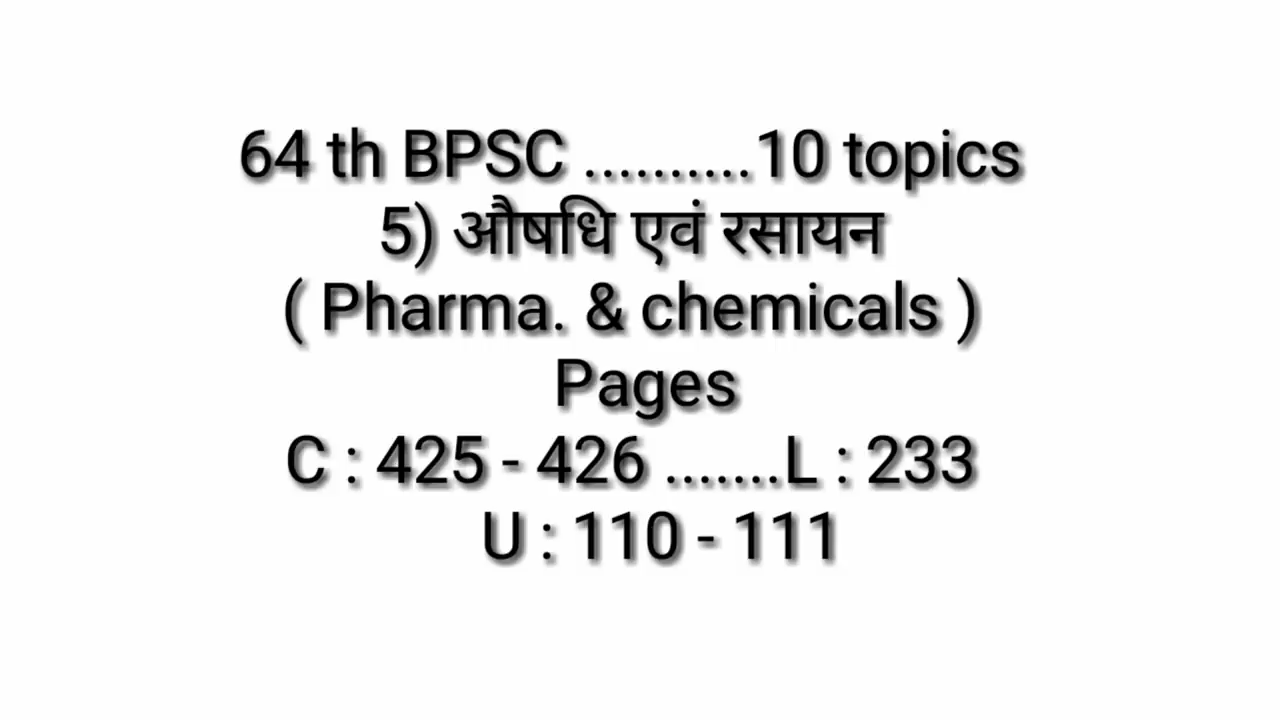 64 th BPSC ..........10 topics
5) औषधि एवं रसायन
( Pharma. & chemicals )
Pages
C : 425 - 426 .......L : 233
U : 110 - 111